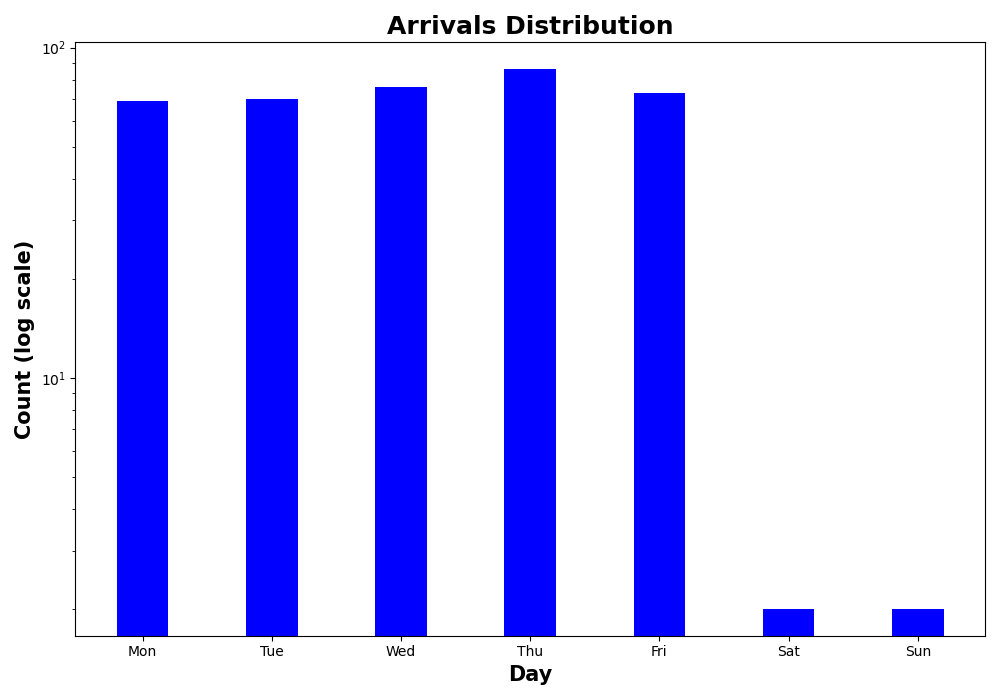 Arrivals Distribution
Count (log scale)
10²
10¹
Mon Tue Wed Thu Fri Sat Sun
Day